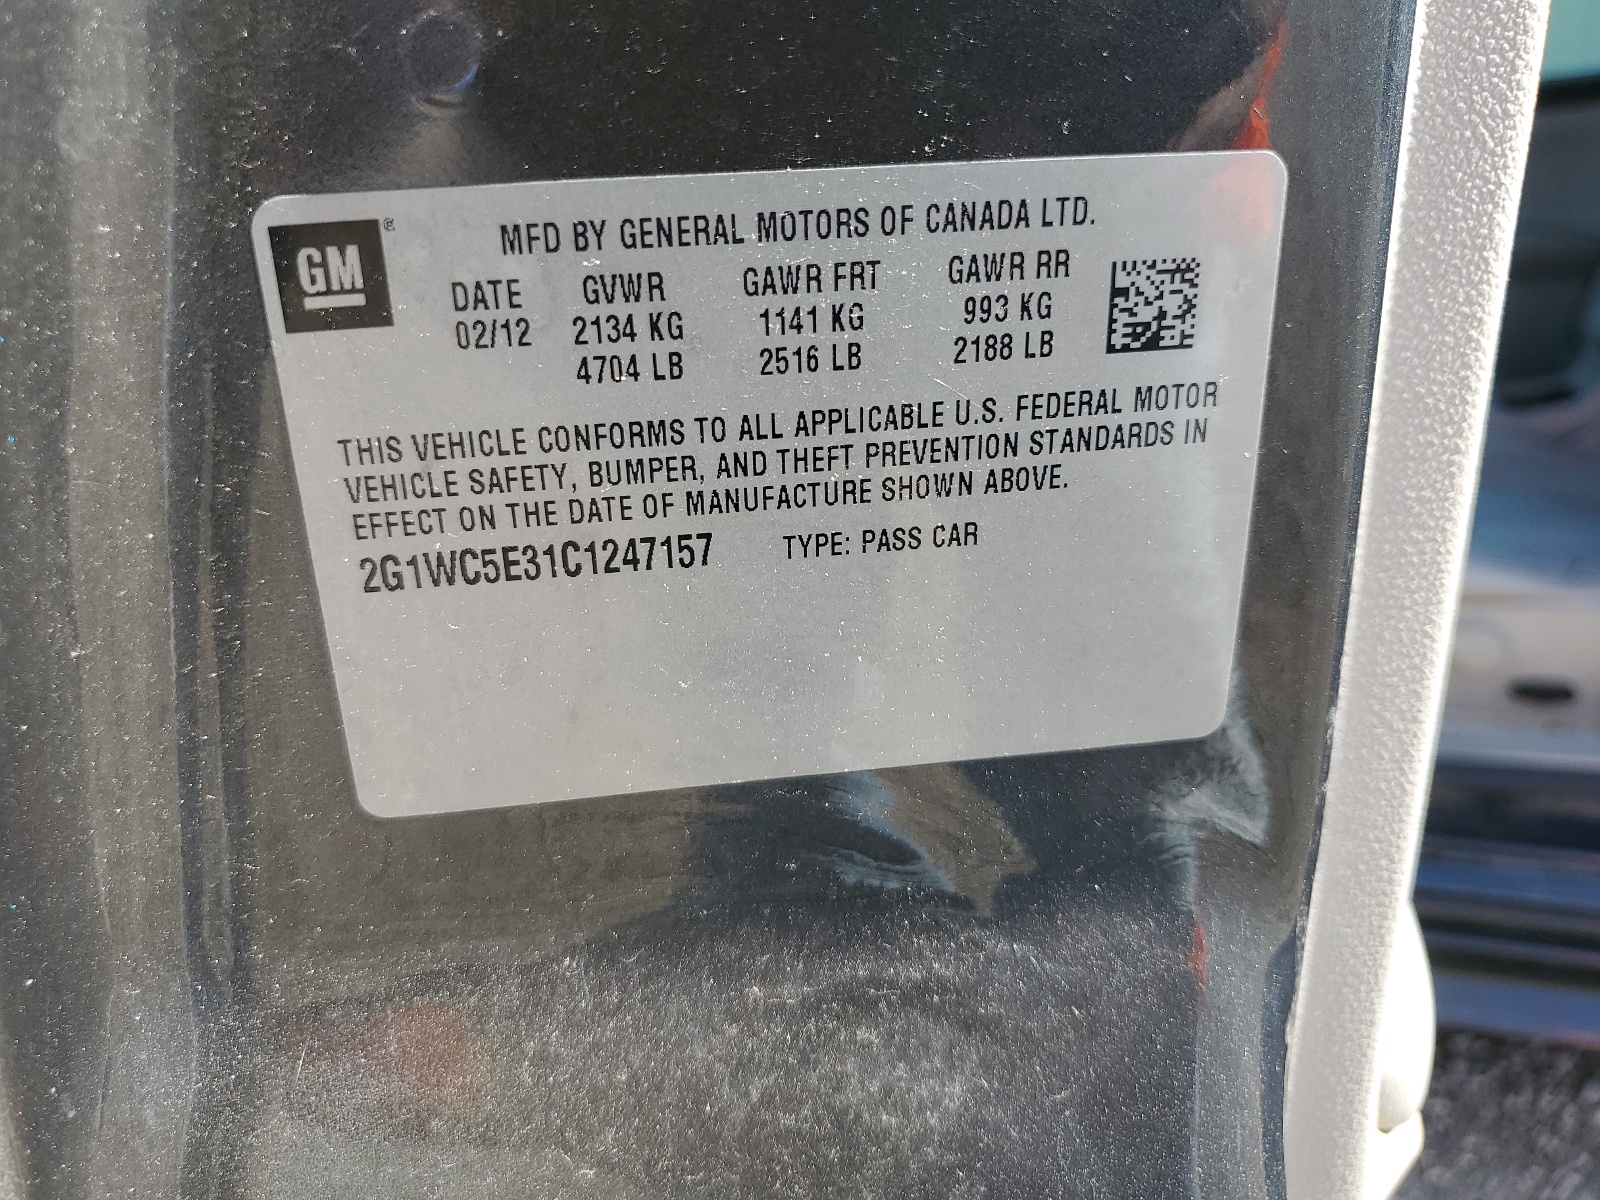 GM ®
MFD BY GENERAL MOTORS OF CANADA LTD.
DATE GVWR GAWR FRT GAWR RR
02/12 2134 KG 1141 KG 993 KG
4704 LB 2516 LB 2188 LB
THIS VEHICLE CONFORMS TO ALL APPLICABLE U.S. FEDERAL MOTOR
VEHICLE SAFETY, BUMPER, AND THEFT PREVENTION STANDARDS IN
EFFECT ON THE DATE OF MANUFACTURE SHOWN ABOVE.
2G1WC5E31C1247157 TYPE: PASS CAR